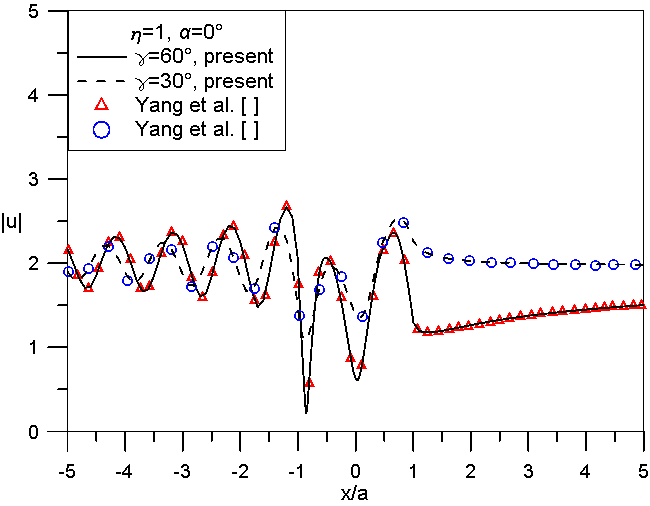 η=1, α=0°
γ=60°, present
γ=30°, present
Yang et al. [ ]
Yang et al. [ ]
5
4
3
2
1
0
|u|
-5 -4 -3 -2 -1 0 1 2 3 4 5
x/a